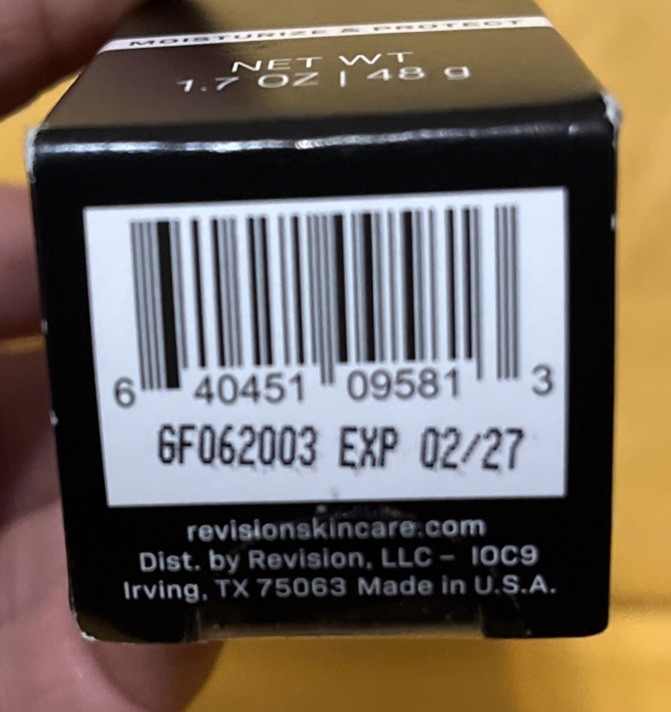 MOISTURIZE & PROTECT
NET WT
1.7 OZ | 48 g
6 40451 09581 3
GF062003 EXP 02/27
revisionskincare.com
Dist. by Revision, LLC – IOC9
Irving, TX 75063 Made in U.S.A.